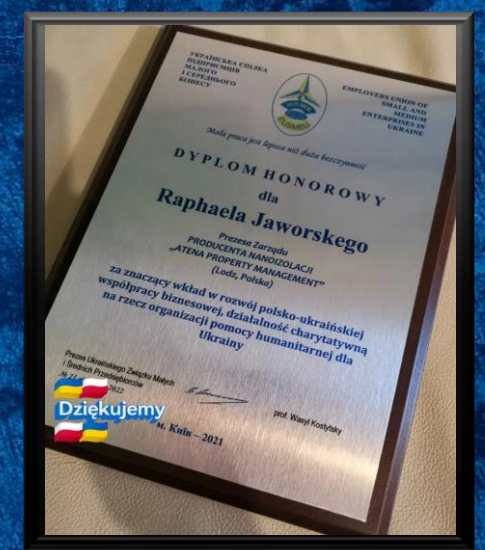 УКРАЇНСЬКА СПІЛКА
ПІДПРИЄМЦІВ
МАЛОГО
І СЕРЕДНЬОГО
БІЗНЕСУ
EMPLOYERS UNION OF
SMALL AND
MEDIUM
ENTERPRISES IN
UKRAINE
Mała praca jest lepsza niż duża bezczynność
DYPLOM HONOROWY
dla
Raphaela Jaworskego
Prezesa Zarządu
PRODUCENTA NANOIZOLACJI
„ATENA PROPERTY MANAGEMENT”
(Lodz, Polska)
za znaczący wkład w rozwój polsko-ukraińskiej
współpracy biznesowej, działalność charytatywną
na rzecz organizacji pomocy humanitarnej dla
Ukrainy
Prezes Ukraińskiego Związku Małych
i Średnich Przedsiębiorców
2022
prof. Wasyl Kostytsky
Dziękujemy
м. Київ – 2021